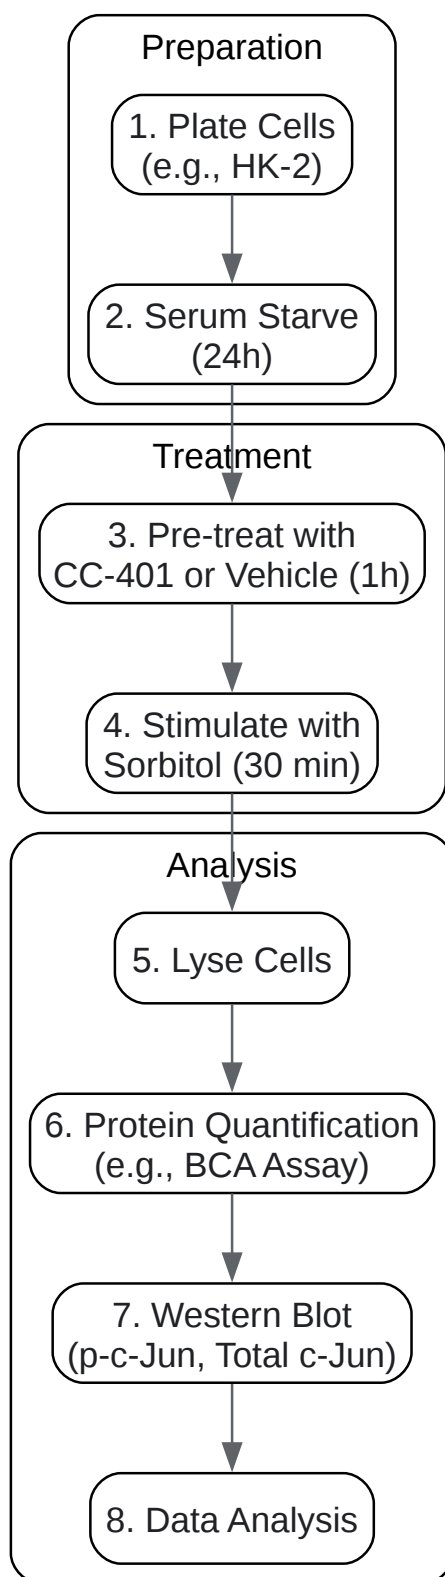 Preparation
1. Plate Cells
(e.g., HK-2)
2. Serum Starve
(24h)
Treatment
3. Pre-treat with
CC-401 or Vehicle (1h)
4. Stimulate with
Sorbitol (30 min)
Analysis
5. Lyse Cells
6. Protein Quantification
(e.g., BCA Assay)
7. Western Blot
(p-c-Jun, Total c-Jun)
8. Data Analysis